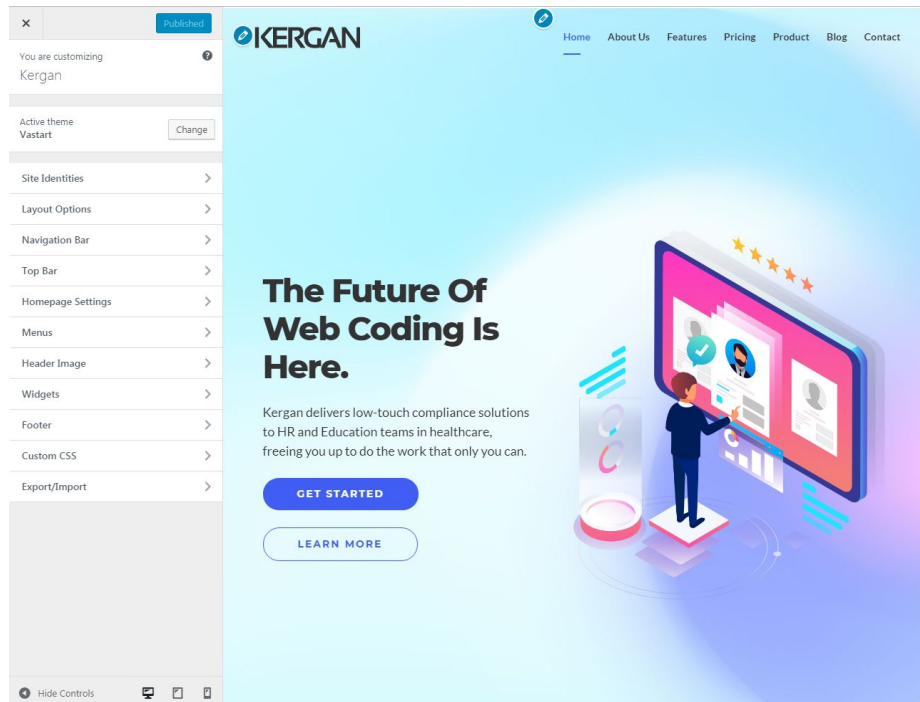 Published
You are customizing
Kergan
Active theme
Vastart
Change
Site Identities
Layout Options
Navigation Bar
Top Bar
Homepage Settings
Menus
Header Image
Widgets
Footer
Custom CSS
Export/Import
Hide Controls
KERGAN
Home About Us Features Pricing Product Blog Contact
The Future Of
Web Coding Is
Here.
Kergan delivers low-touch compliance solutions
to HR and Education teams in healthcare,
freeing you up to do the work that only you can.
GET STARTED
LEARN MORE